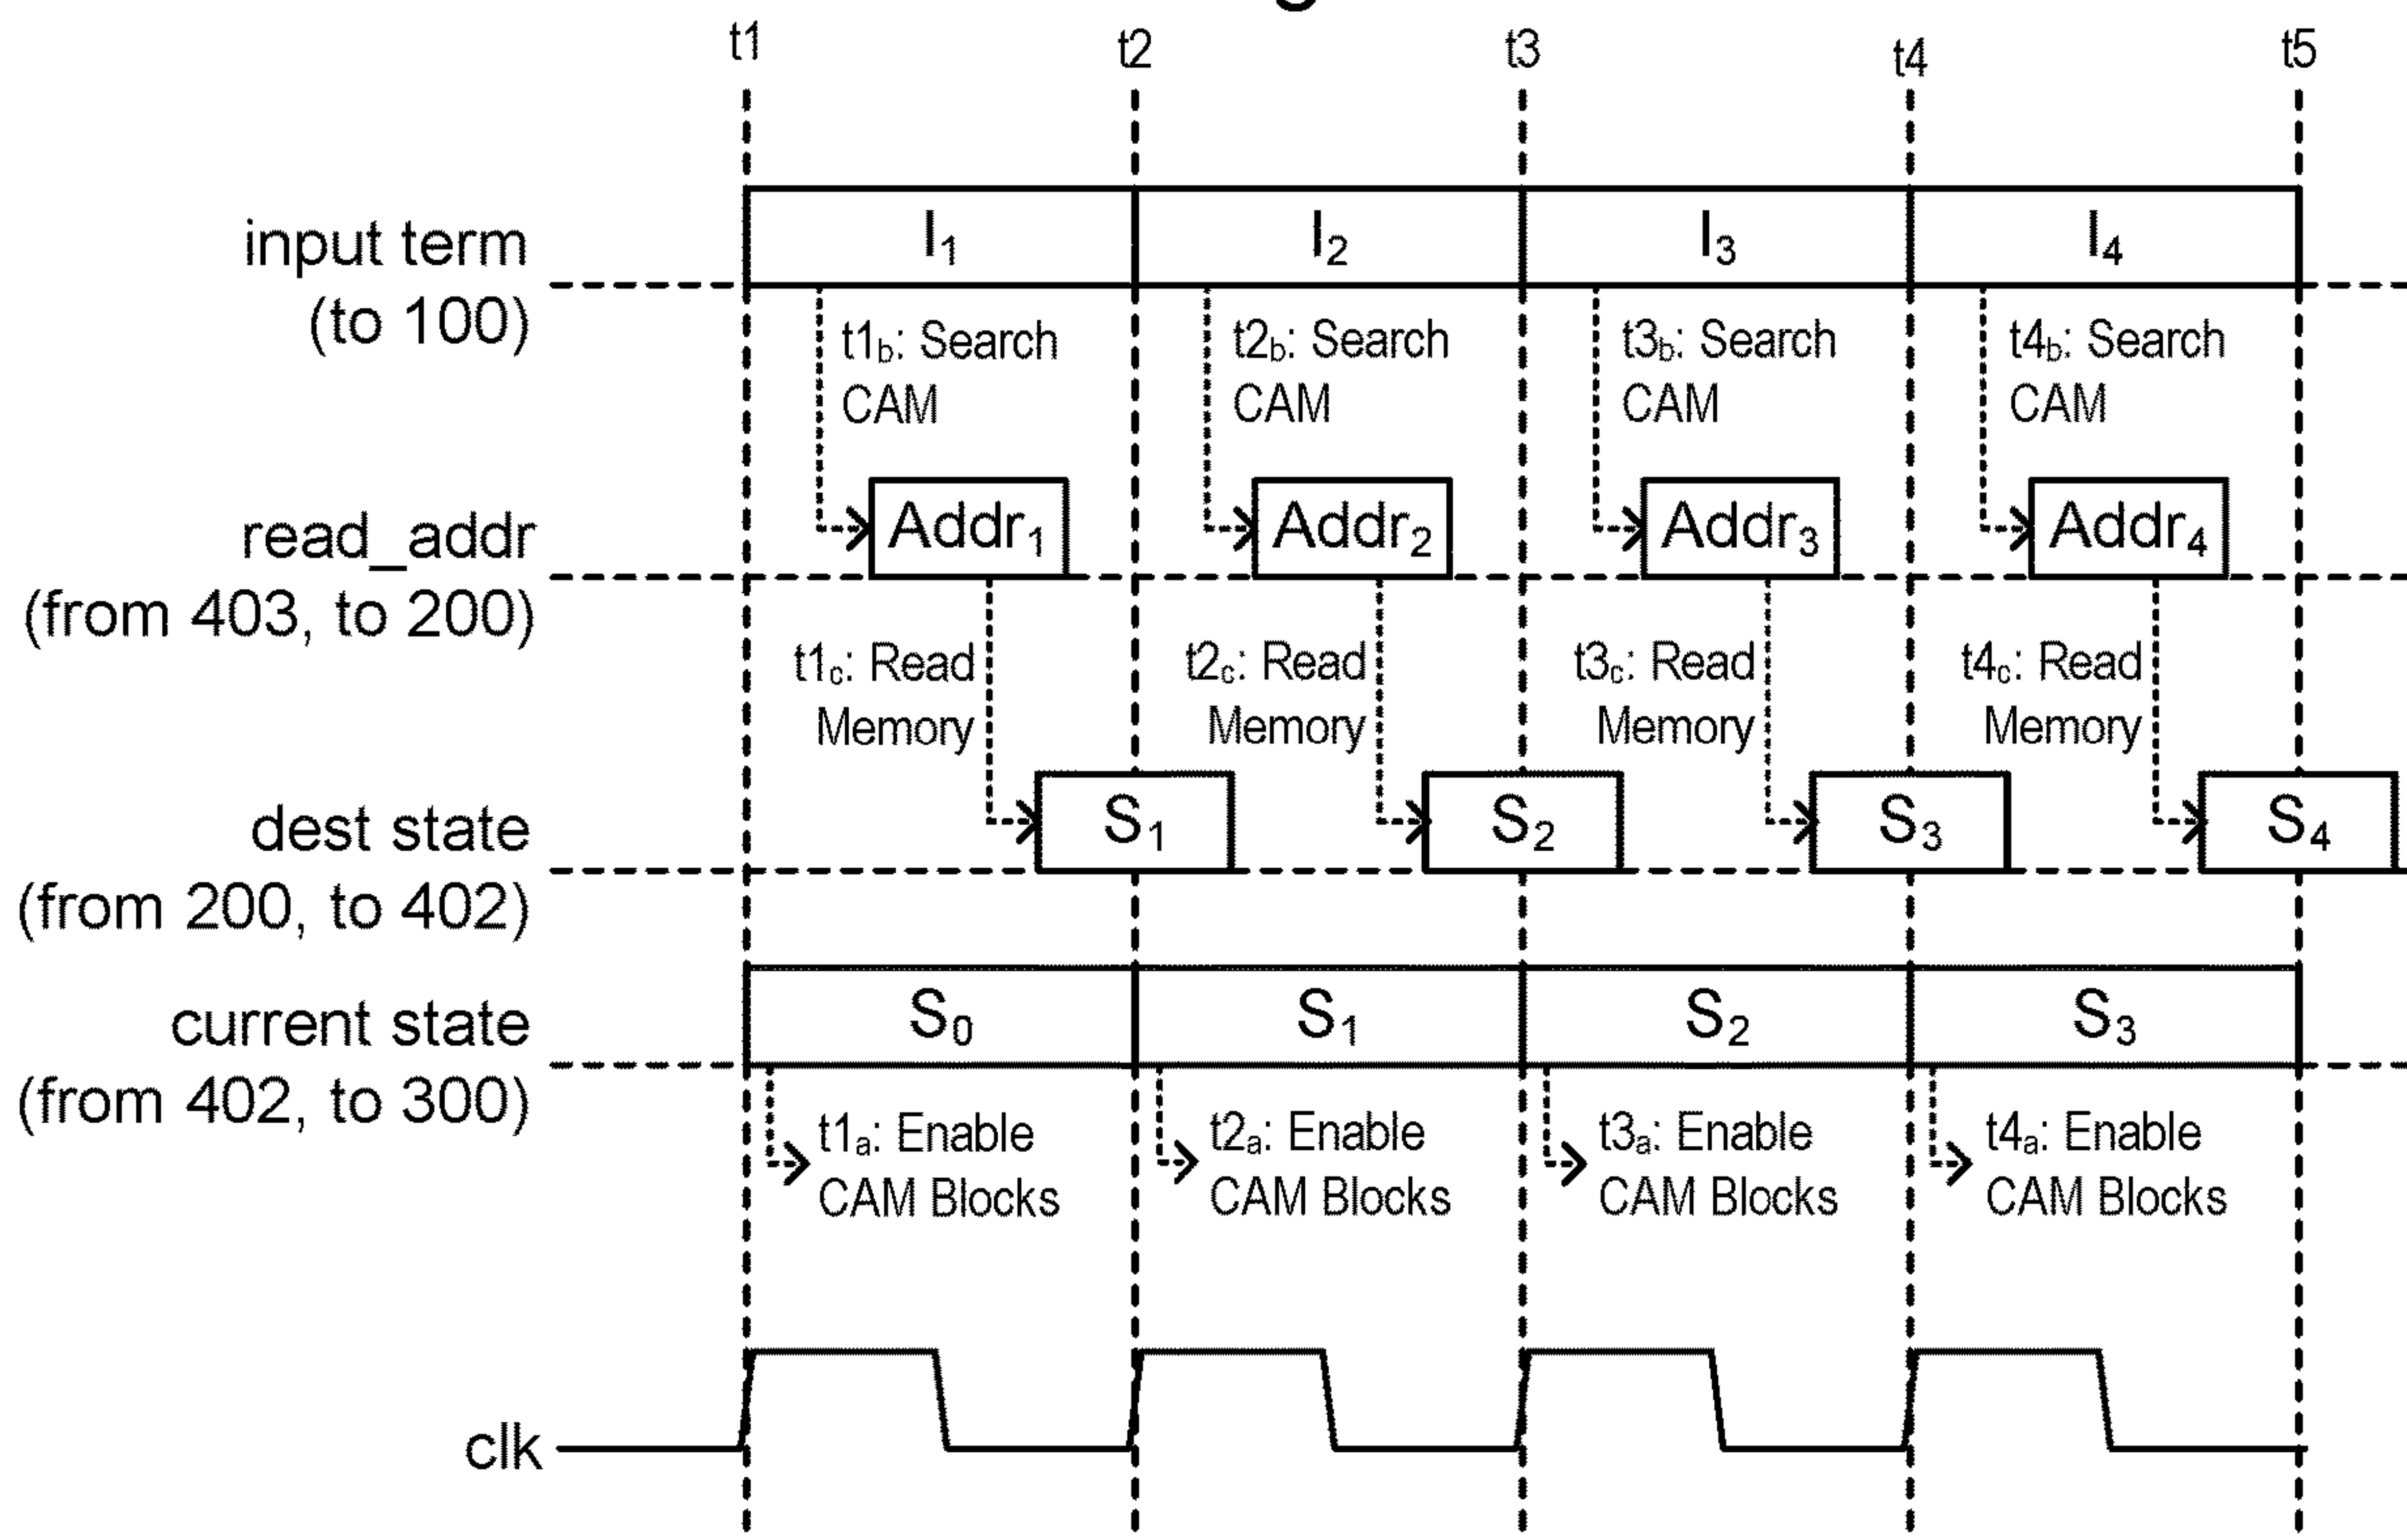 t1 t2 t3 t4 t5
input term
(to 100)
I₁ I₂ I₃ I₄
t1b: Search
CAM
t2b: Search
CAM
t3b: Search
CAM
t4b: Search
CAM
read_addr
(from 403, to 200)
Addr₁ Addr₂ Addr₃ Addr₄
t1c: Read
Memory
t2c: Read
Memory
t3c: Read
Memory
t4c: Read
Memory
dest state
(from 200, to 402)
S₁ S₂ S₃ S₄
current state
(from 402, to 300)
S₀ S₁ S₂ S₃
t1a: Enable
CAM Blocks
t2a: Enable
CAM Blocks
t3a: Enable
CAM Blocks
t4a: Enable
CAM Blocks
clk